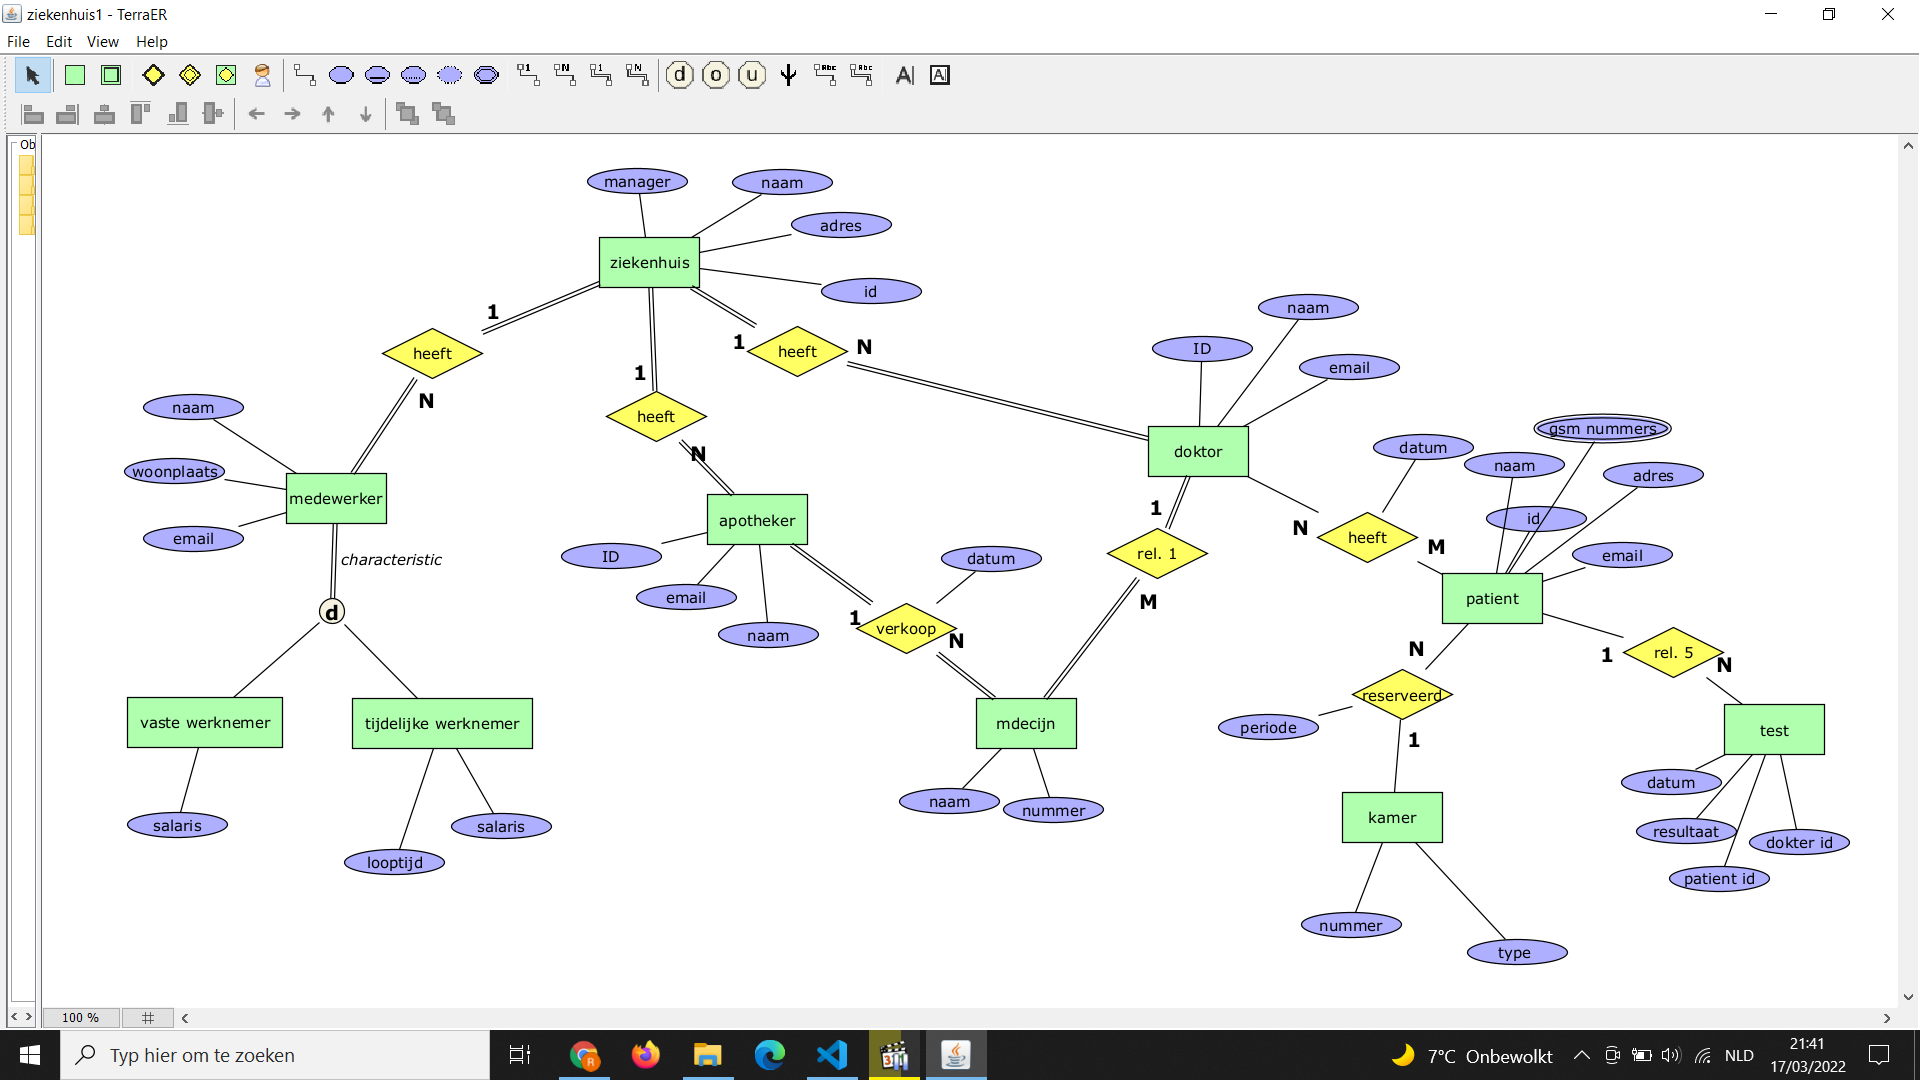 ziekenhuis1 - TerraER
File Edit View Help
1 N 1 N d o u Rbc Rbc A A
Ob
manager
naam
adres
ziekenhuis
id
1
heeft
N
1
heeft
N
1
heeft
N
naam
woonplaats
medewerker
email
characteristic
d
vaste werknemer
tijdelijke werknemer
salaris
looptijd
salaris
apotheker
ID
email
naam
datum
1
verkoop
N
mdecijn
naam
nummer
naam
ID
email
doktor
1
rel. 1
M
N
heeft
M
datum
gsm nummers
naam
adres
id
email
patient
N
reserveerd
periode
1
kamer
nummer
type
1
rel. 5
N
test
datum
resultaat
dokter id
patient id
100 %
Typ hier om te zoeken
7°C Onbewolkt
NLD
21:41
17/03/2022